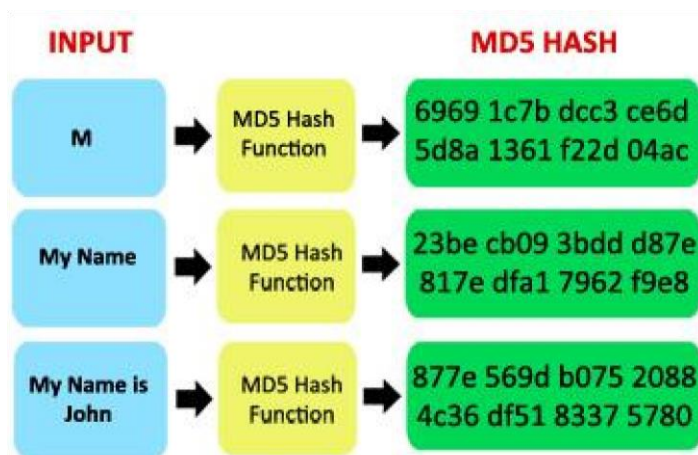 INPUT
MD5 HASH
M
MD5 Hash
Function
6969 1c7b dcc3 ce6d
5d8a 1361 f22d 04ac
My Name
MD5 Hash
Function
23be cb09 3bdd d87e
817e dfa1 7962 f9e8
My Name is
John
MD5 Hash
Function
877e 569d b075 2088
4c36 df51 8337 5780